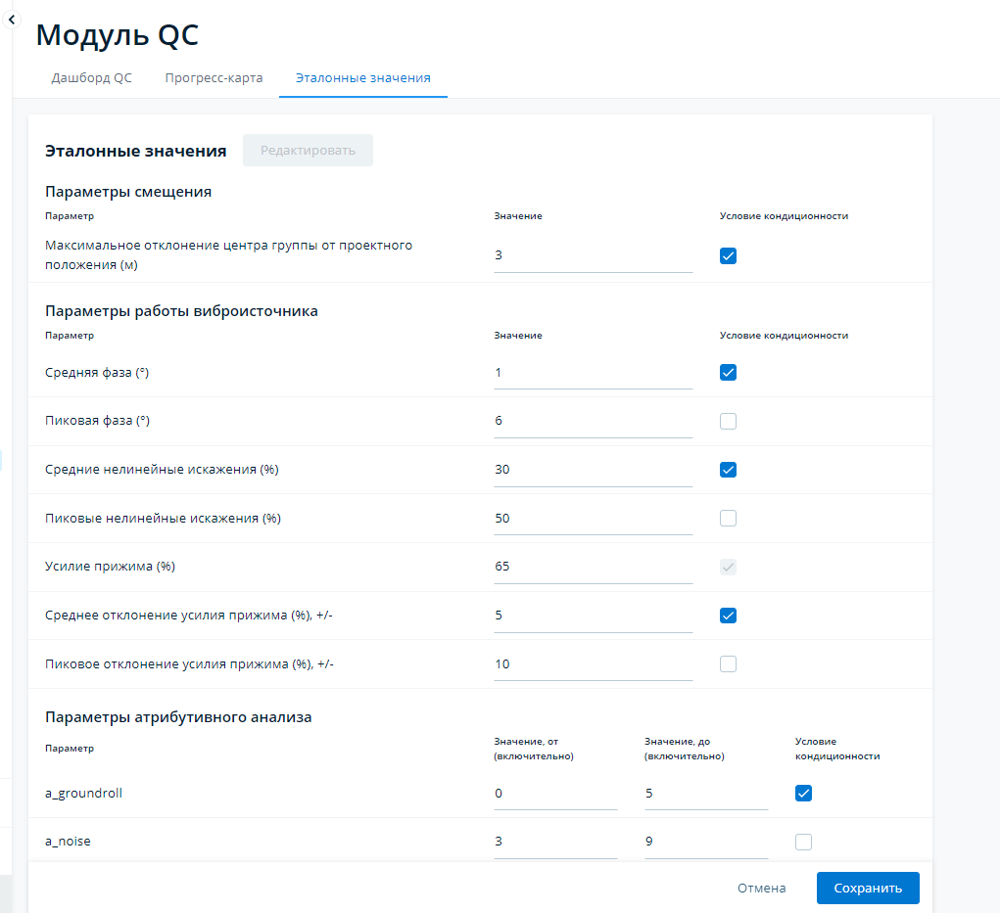 Модуль QC
Дашборд QC Прогресс-карта Эталонные значения
Эталонные значения Редактировать
Параметры смещения
Параметр Значение Условие кондиционности
Максимальное отклонение центра группы от проектного
положения (м) 3
Параметры работы виброисточника
Параметр Значение Условие кондиционности
Средняя фаза (°) 1
Пиковая фаза (°) 6
Средние нелинейные искажения (%) 30
Пиковые нелинейные искажения (%) 50
Усилие прижима (%) 65
Среднее отклонение усилия прижима (%), +/- 5
Пиковое отклонение усилия прижима (%), +/- 10
Параметры атрибутивного анализа
Параметр Значение, от (включительно) Значение, до (включительно) Условие кондиционности
a_groundroll 0 5
a_noise 3 9
Отмена Сохранить